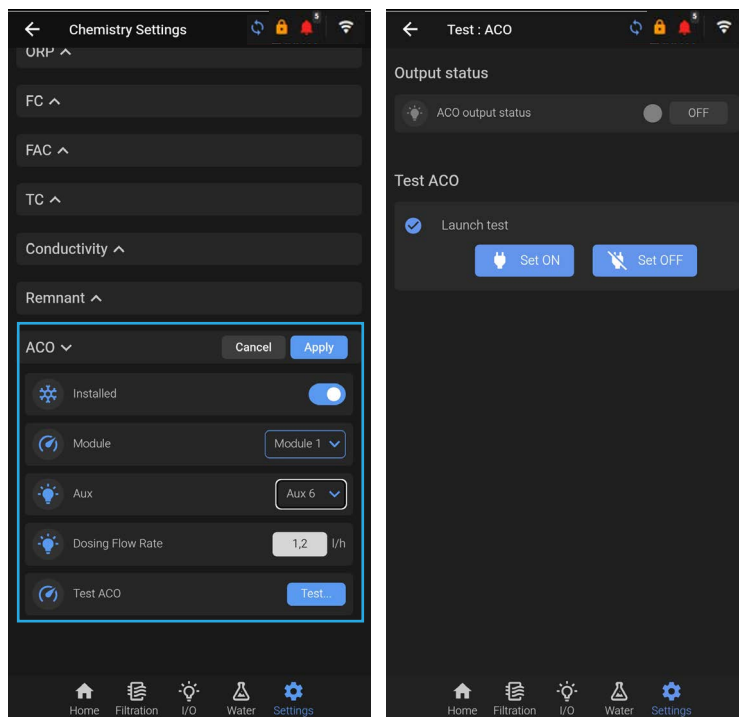 Chemistry Settings
5
ORP
FC
FAC
TC
Conductivity
Remnant
ACO Cancel Apply
Installed
Module Module 1
Aux Aux 6
Dosing Flow Rate 1,2 l/h
Test ACO Test...
Home Filtration I/O Water Settings
Test : ACO
5
Output status
ACO output status OFF
Test ACO
Launch test
Set ON Set OFF
Home Filtration I/O Water Settings